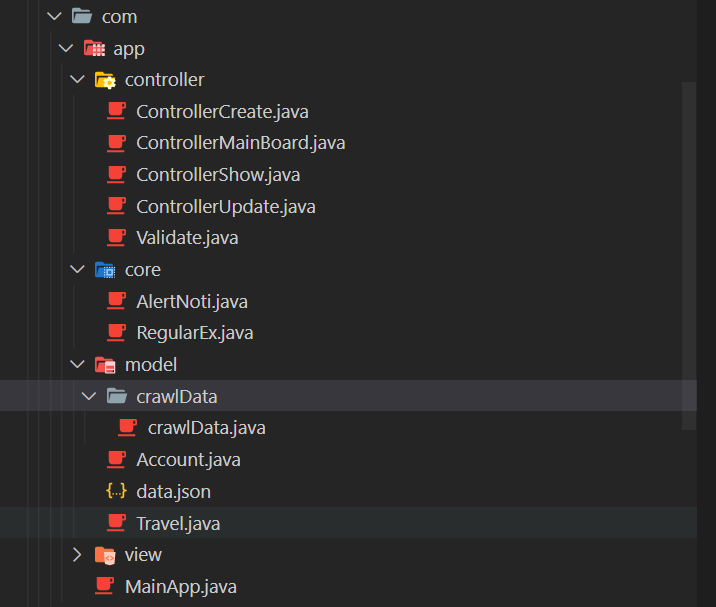 com
app
controller
ControllerCreate.java
ControllerMainBoard.java
ControllerShow.java
ControllerUpdate.java
Validate.java
core
AlertNoti.java
RegularEx.java
model
crawlData
crawlData.java
Account.java
data.json
Travel.java
view
MainApp.java